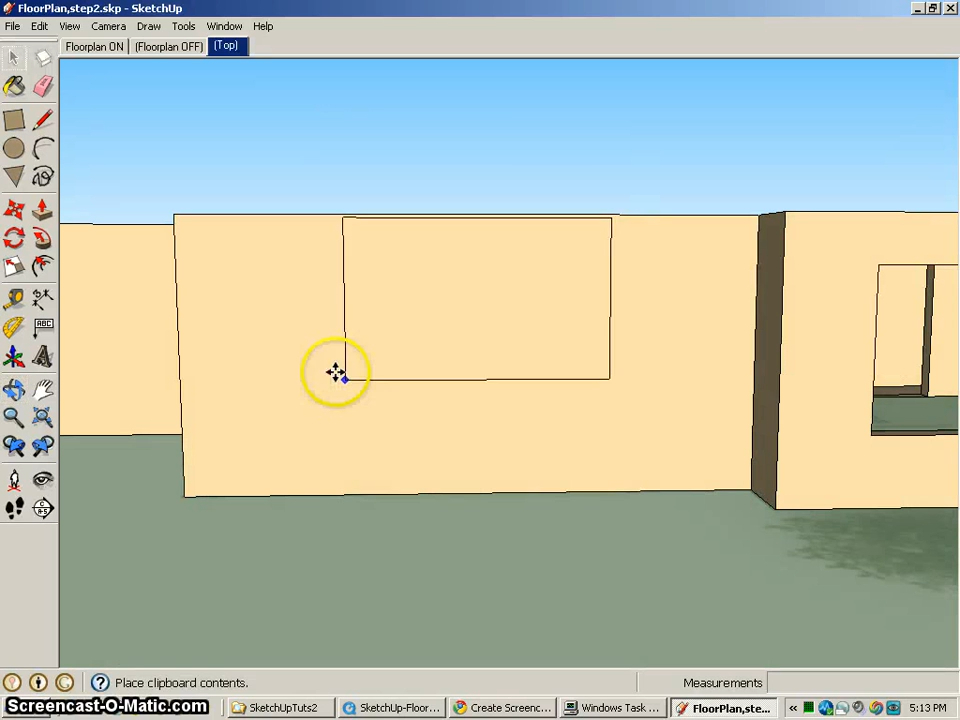 FloorPlan,step2.skp - SketchUp
File Edit View Camera Draw Tools Window Help
Floorplan ON (Floorplan OFF) (Top)
ABC
Place clipboard contents.
Measurements
Screencast-O-Matic.com
SketchUpTuts2
SketchUp-Floor...
Create Screenc...
Windows Task ...
FloorPlan,ste...
5:13 PM